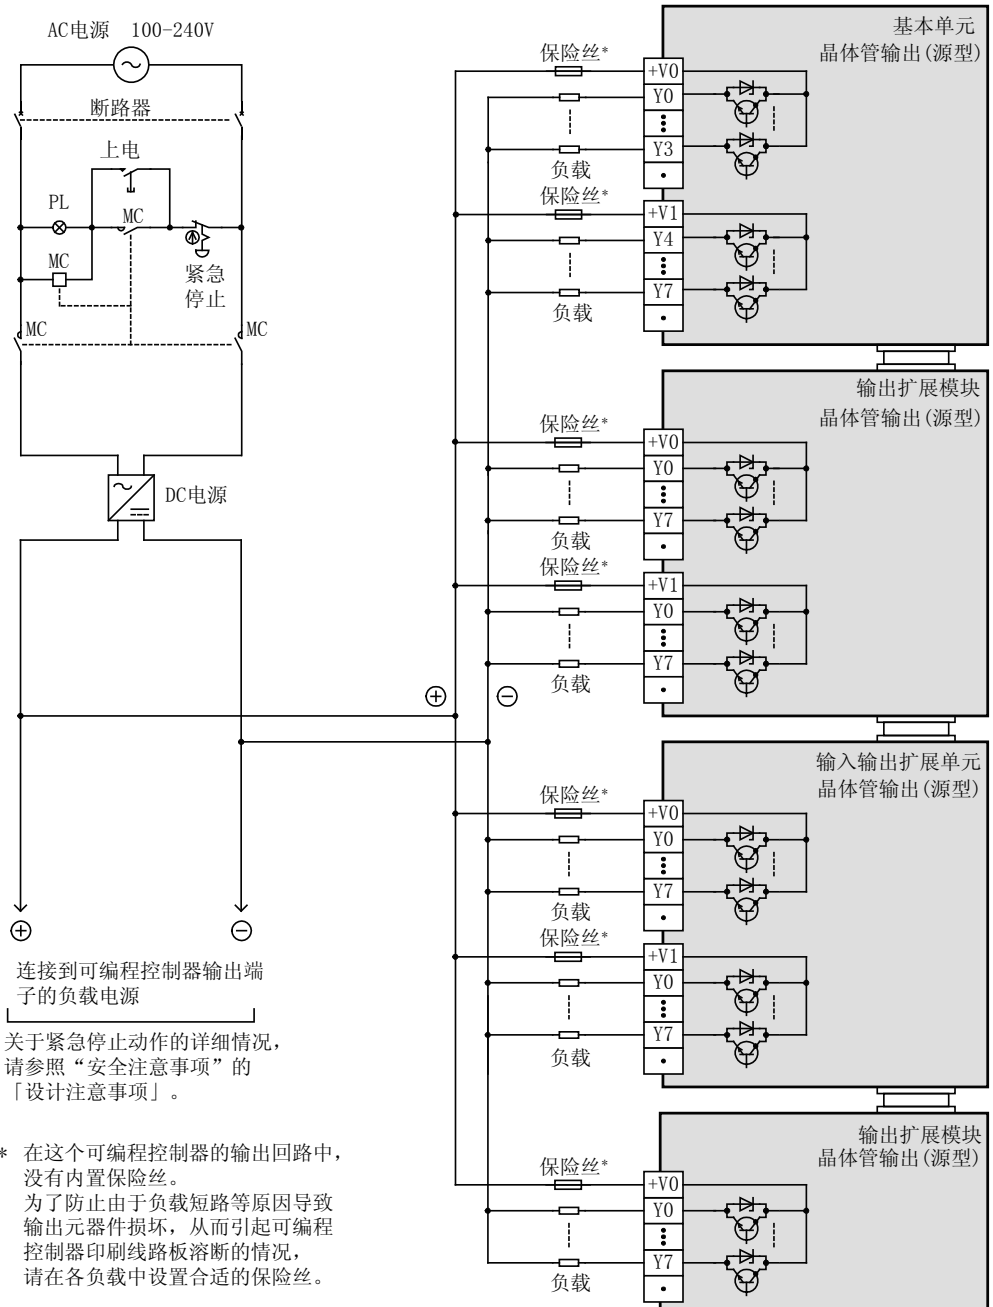 AC电源 100-240V
断路器
上电
PL
MC
MC
紧急
停止
MC
MC
DC电源
连接到可编程控制器输出端
子的负载电源
关于紧急停止动作的详细情况，
请参照“安全注意事项”的
「设计注意事项」。
* 在这个可编程控制器的输出回路中，
没有内置保险丝。
为了防止由于负载短路等原因导致
输出元器件损坏，从而引起可编程
控制器印刷线路板溶断的情况，
请在各负载中设置合适的保险丝。
基本单元
晶体管输出(源型)
保险丝*
+V0
Y0
Y3
负载
保险丝*
+V1
Y4
Y7
负载
输出扩展模块
晶体管输出(源型)
保险丝*
+V0
Y0
Y7
负载
保险丝*
+V1
Y0
Y7
负载
输入输出扩展单元
晶体管输出(源型)
保险丝*
+V0
Y0
Y7
负载
保险丝*
+V1
Y0
Y7
负载
输出扩展模块
晶体管输出(源型)
保险丝*
+V0
Y0
Y7
负载